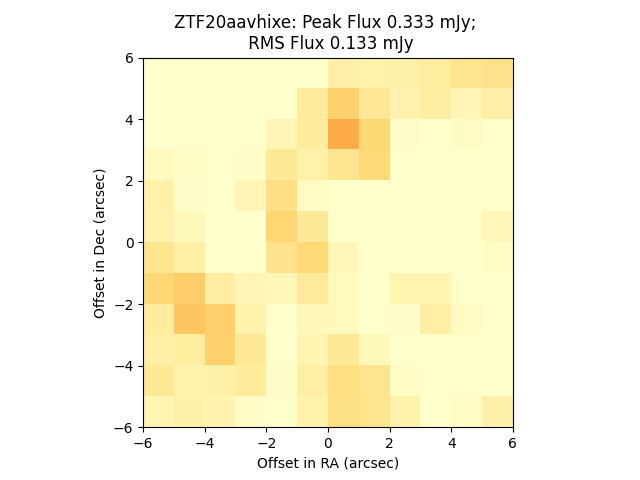 ZTF20aavhixe: Peak Flux 0.333 mJy;
RMS Flux 0.133 mJy
6
4
2
0
−2
−4
−6
Offset in Dec (arcsec)
−6 −4 −2 0 2 4 6
Offset in RA (arcsec)